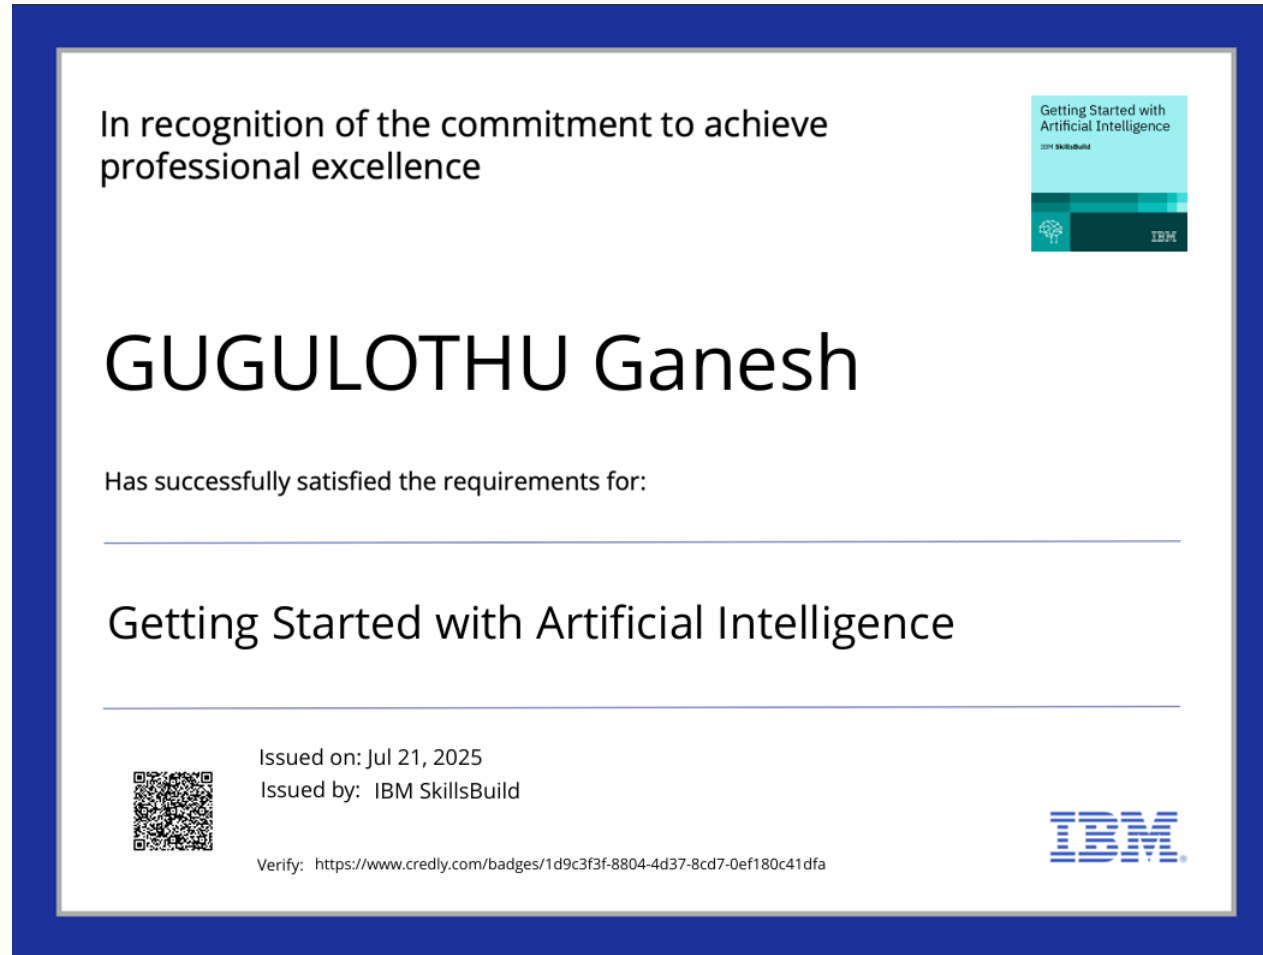 In recognition of the commitment to achieve
professional excellence
Getting Started with
Artificial Intelligence
IBM SkillsBuild
IBM
GUGULOTHU Ganesh
Has successfully satisfied the requirements for:
Getting Started with Artificial Intelligence
Issued on: Jul 21, 2025
Issued by: IBM SkillsBuild
Verify: https://www.credly.com/badges/1d9c3f3f-8804-4d37-8cd7-0ef180c41dfa
IBM®